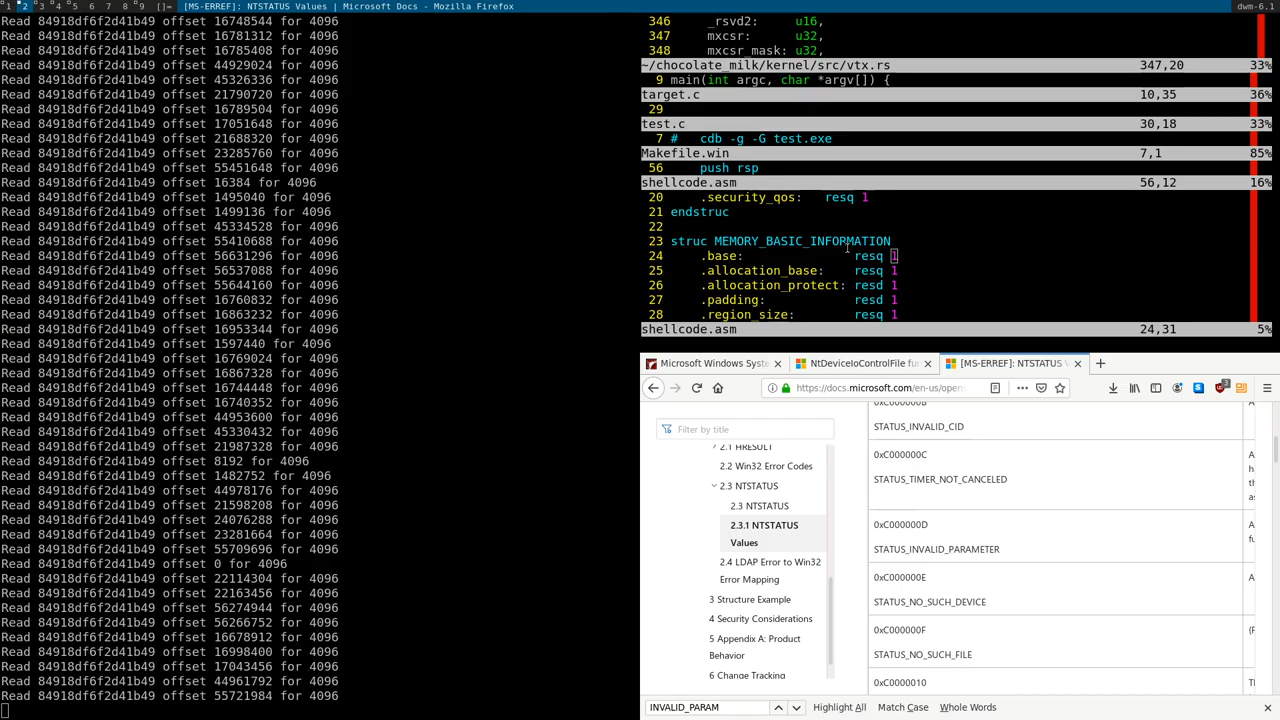 1 2 3 4 5 6 7 8 9 []= [MS-ERREF]: NTSTATUS Values | Microsoft Docs - Mozilla Firefox dwm-6.1
Read 84918df6f2d41b49 offset 16748544 for 4096
Read 84918df6f2d41b49 offset 16781312 for 4096
Read 84918df6f2d41b49 offset 16785408 for 4096
Read 84918df6f2d41b49 offset 44929024 for 4096
Read 84918df6f2d41b49 offset 45326336 for 4096
Read 84918df6f2d41b49 offset 21790720 for 4096
Read 84918df6f2d41b49 offset 16789504 for 4096
Read 84918df6f2d41b49 offset 17051648 for 4096
Read 84918df6f2d41b49 offset 21688320 for 4096
Read 84918df6f2d41b49 offset 23285760 for 4096
Read 84918df6f2d41b49 offset 55451648 for 4096
Read 84918df6f2d41b49 offset 16384 for 4096
Read 84918df6f2d41b49 offset 1495040 for 4096
Read 84918df6f2d41b49 offset 1499136 for 4096
Read 84918df6f2d41b49 offset 45334528 for 4096
Read 84918df6f2d41b49 offset 55410688 for 4096
Read 84918df6f2d41b49 offset 56631296 for 4096
Read 84918df6f2d41b49 offset 56537088 for 4096
Read 84918df6f2d41b49 offset 55644160 for 4096
Read 84918df6f2d41b49 offset 16760832 for 4096
Read 84918df6f2d41b49 offset 16863232 for 4096
Read 84918df6f2d41b49 offset 16953344 for 4096
Read 84918df6f2d41b49 offset 1597440 for 4096
Read 84918df6f2d41b49 offset 16769024 for 4096
Read 84918df6f2d41b49 offset 16867328 for 4096
Read 84918df6f2d41b49 offset 16744448 for 4096
Read 84918df6f2d41b49 offset 16740352 for 4096
Read 84918df6f2d41b49 offset 44953600 for 4096
Read 84918df6f2d41b49 offset 45330432 for 4096
Read 84918df6f2d41b49 offset 21987328 for 4096
Read 84918df6f2d41b49 offset 8192 for 4096
Read 84918df6f2d41b49 offset 1482752 for 4096
Read 84918df6f2d41b49 offset 44978176 for 4096
Read 84918df6f2d41b49 offset 21598208 for 4096
Read 84918df6f2d41b49 offset 24076288 for 4096
Read 84918df6f2d41b49 offset 23281664 for 4096
Read 84918df6f2d41b49 offset 55709696 for 4096
Read 84918df6f2d41b49 offset 0 for 4096
Read 84918df6f2d41b49 offset 22114304 for 4096
Read 84918df6f2d41b49 offset 22163456 for 4096
Read 84918df6f2d41b49 offset 56274944 for 4096
Read 84918df6f2d41b49 offset 56266752 for 4096
Read 84918df6f2d41b49 offset 16678912 for 4096
Read 84918df6f2d41b49 offset 16998400 for 4096
Read 84918df6f2d41b49 offset 17043456 for 4096
Read 84918df6f2d41b49 offset 44961792 for 4096
Read 84918df6f2d41b49 offset 55721984 for 4096
346 _rsvd2: u16,
347 mxcsr: u32,
348 mxcsr_mask: u32,
~/chocolate_milk/kernel/src/vtx.rs 347,20 33%
9 main(int argc, char *argv[]) {
target.c 10,35 36%
29
test.c 30,18 33%
7 # cdb -g -G test.exe
Makefile.win 7,1 85%
56 push rsp
shellcode.asm 56,12 16%
20 .security_qos: resq 1
21 endstruc
22
23 struc MEMORY_BASIC_INFORMATION
24 .base: resq 1
25 .allocation_base: resq 1
26 .allocation_protect: resd 1
27 .padding: resd 1
28 .region_size: resq 1
shellcode.asm 24,31 5%
Microsoft Windows Syste
NtDeviceIoControlFile fun
[MS-ERREF]: NTSTATUS V
https://docs.microsoft.com/en-us/open
3
Filter by title
2.1 HRESULT
2.2 Win32 Error Codes
2.3 NTSTATUS
2.3 NTSTATUS
2.3.1 NTSTATUS
Values
2.4 LDAP Error to Win32
Error Mapping
3 Structure Example
4 Security Considerations
5 Appendix A: Product
Behavior
6 Change Tracking
0xC000000B
STATUS_INVALID_CID
0xC000000C
STATUS_TIMER_NOT_CANCELED
0xC000000D
STATUS_INVALID_PARAMETER
0xC000000E
STATUS_NO_SUCH_DEVICE
0xC000000F
STATUS_NO_SUCH_FILE
0xC0000010
INVALID_PARAM
Highlight All Match Case Whole Words